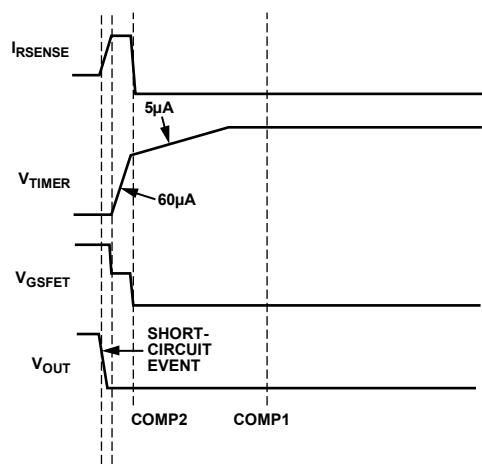 IRSENSE
5µA
VTIMER
60µA
VGSFET
SHORT-
CIRCUIT
EVENT
VOUT
COMP2 COMP1